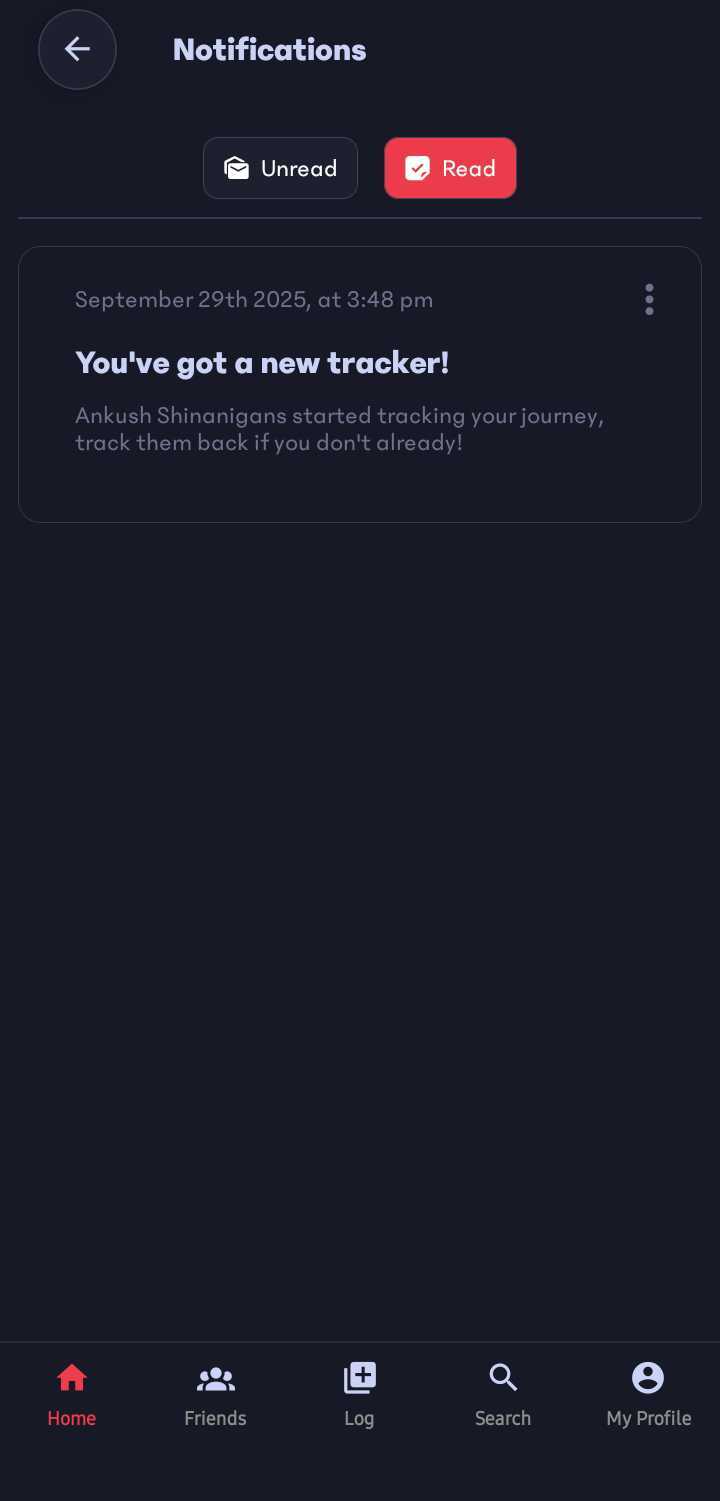 Notifications
Unread
Read
September 29th 2025, at 3:48 pm
You've got a new tracker!
Ankush Shinanigans started tracking your journey,
track them back if you don't already!
Home
Friends
Log
Search
My Profile